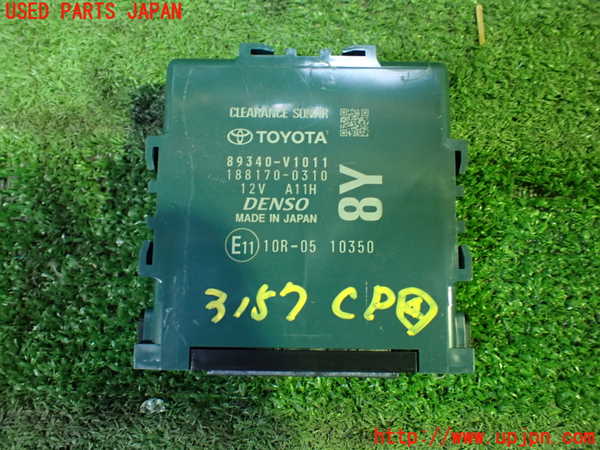 USED PARTS JAPAN
CLEARANCE SONAR
TOYOTA
89340-V1011
188170-0310
12V A11H
DENSO
MADE IN JAPAN
8Y
E11 10R-05 10350
3157 CP④
http://www.upjpn.com/